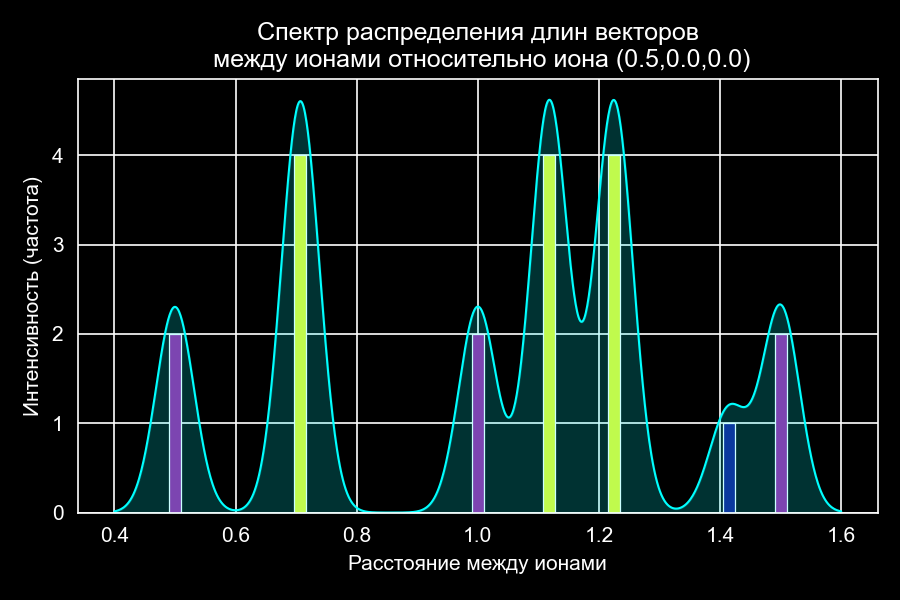 Спектр распределения длин векторов
между ионами относительно иона (0.5,0.0,0.0)
Интенсивность (частота)
4
3
2
1
0
0.4 0.6 0.8 1.0 1.2 1.4 1.6
Расстояние между ионами